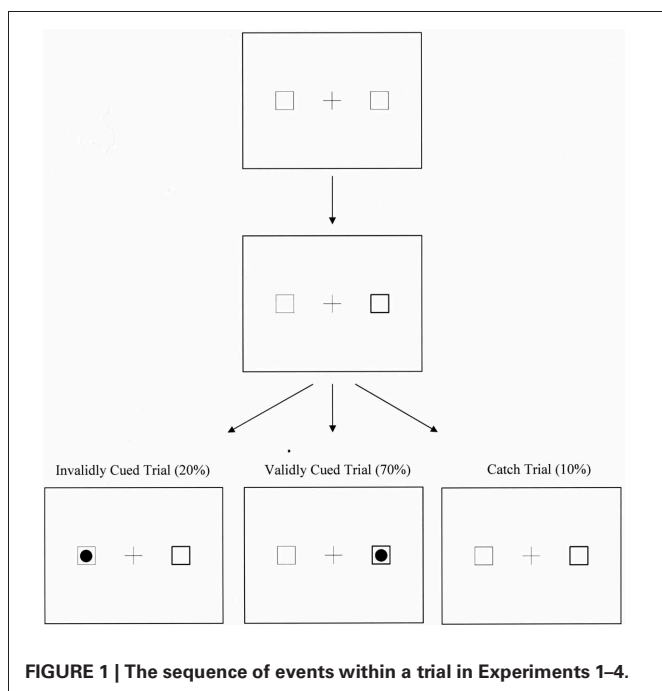 Invalidly Cued Trial (20%) Validly Cued Trial (70%) Catch Trial (10%)
FIGURE 1 | The sequence of events within a trial in Experiments 1–4.